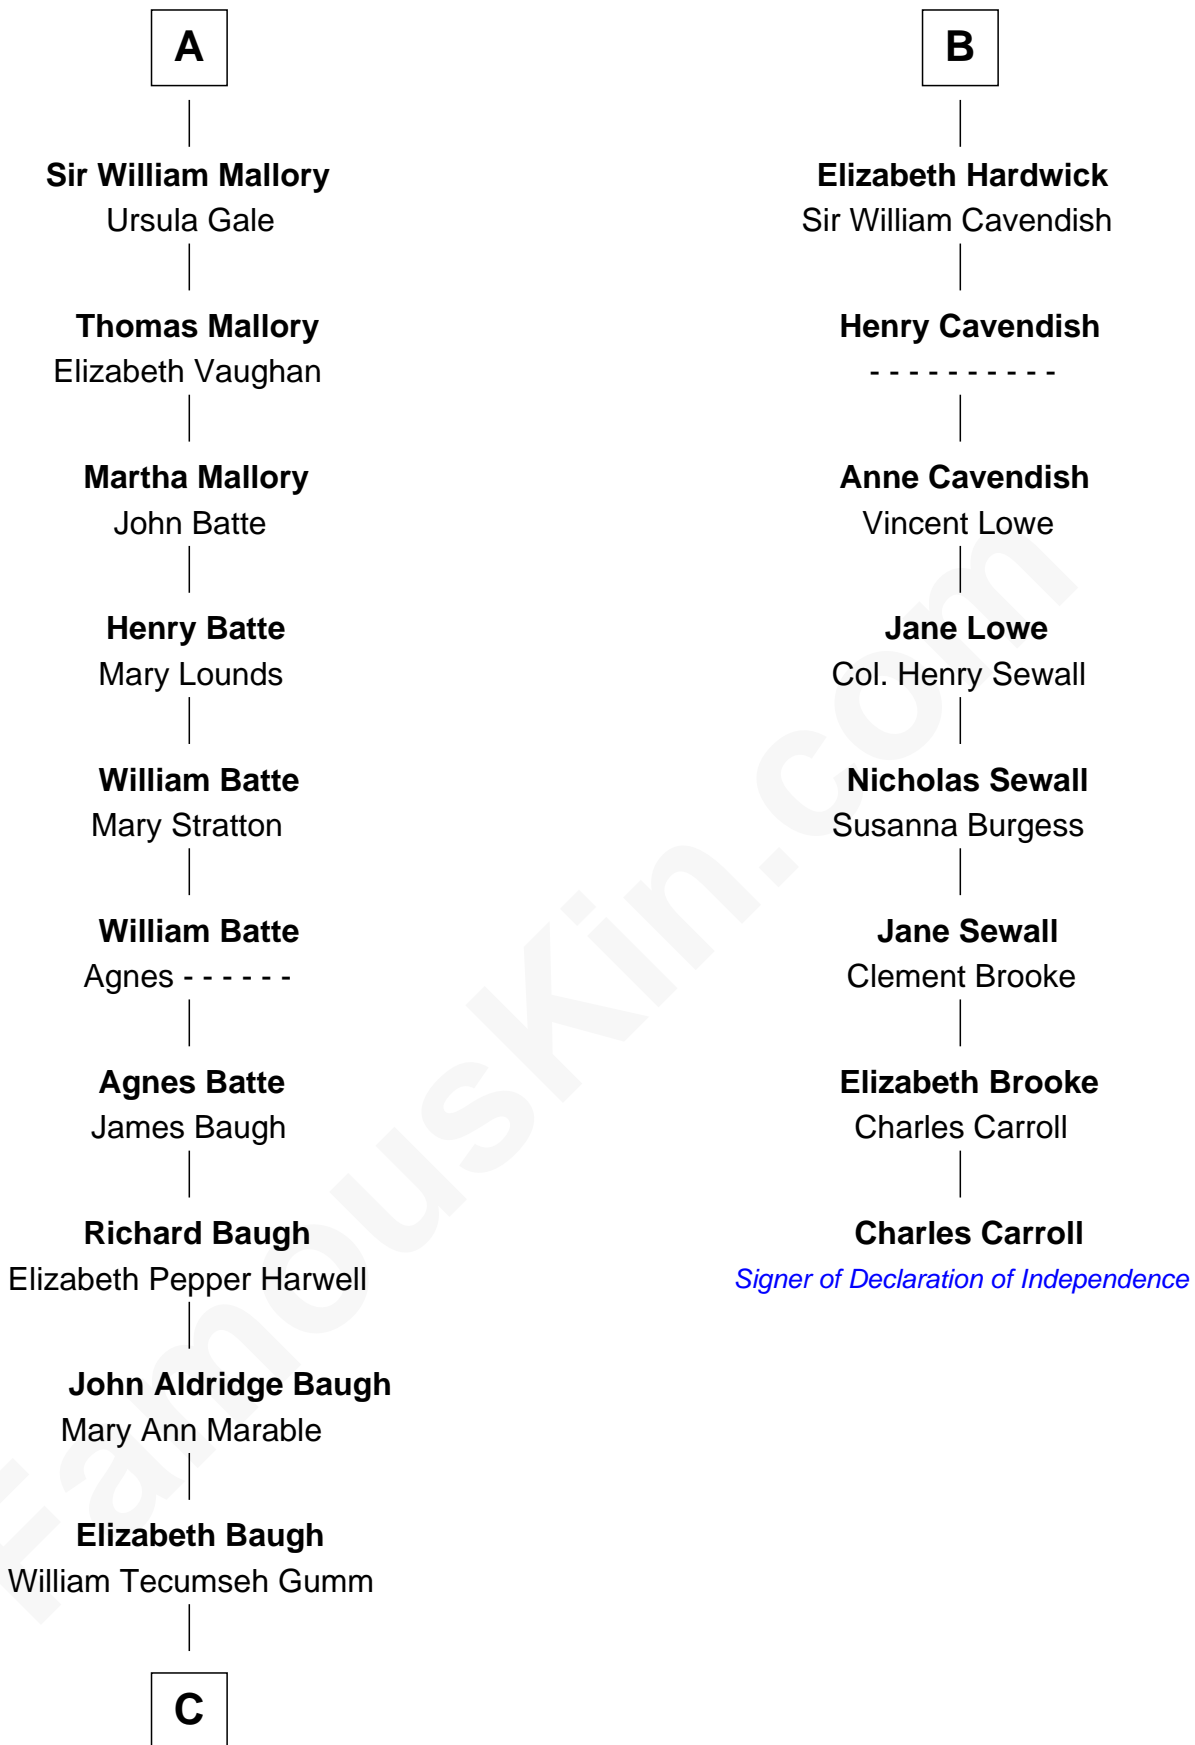 A
Sir William Mallory
Ursula Gale
Thomas Mallory
Elizabeth Vaughan
Martha Mallory
John Batte
Henry Batte
Mary Lounds
William Batte
Mary Stratton
William Batte
Agnes - - - - - -
Agnes Batte
James Baugh
Richard Baugh
Elizabeth Pepper Harwell
John Aldridge Baugh
Mary Ann Marable
Elizabeth Baugh
William Tecumseh Gumm
C
B
Elizabeth Hardwick
Sir William Cavendish
Henry Cavendish
- - - - - - - - - -
Anne Cavendish
Vincent Lowe
Jane Lowe
Col. Henry Sewall
Nicholas Sewall
Susanna Burgess
Jane Sewall
Clement Brooke
Elizabeth Brooke
Charles Carroll
Charles Carroll
Signer of Declaration of Independence
FamousKin.com